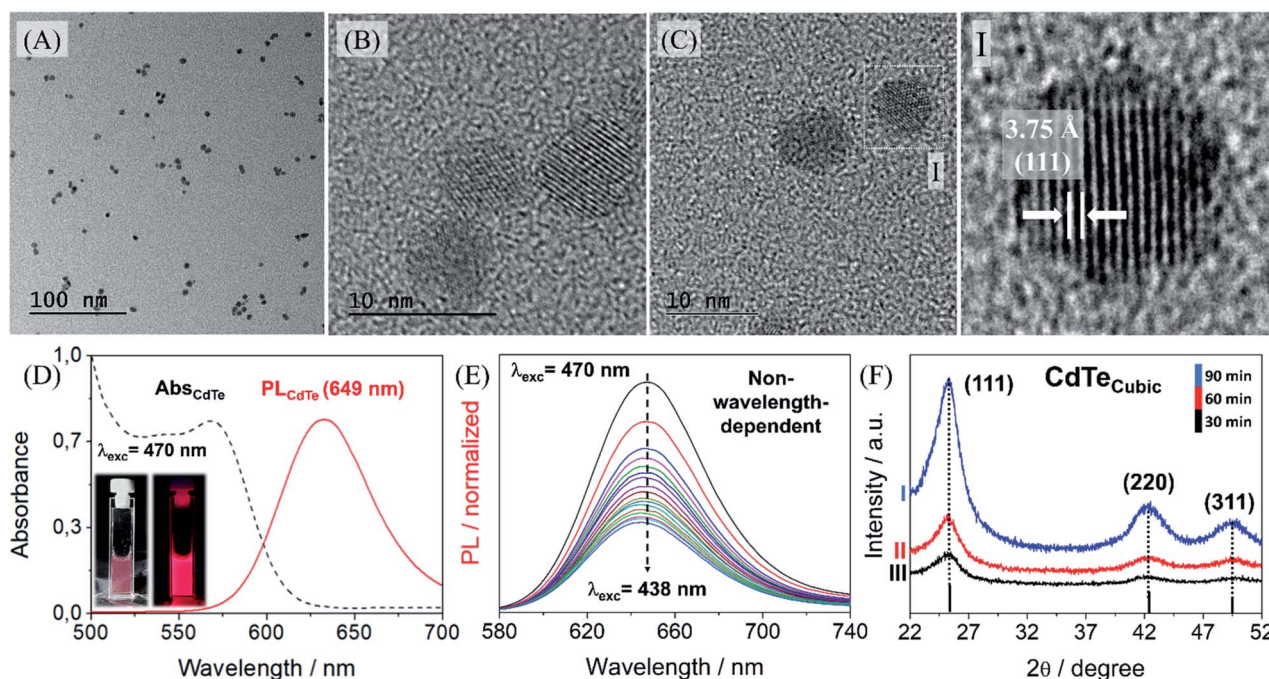 (A)
100 nm
(B)
10 nm
(C)
I
10 nm
I
3.75 Å
(111)
(D)
Abs_CdTe
PL_CdTe (649 nm)
λ_exc= 470 nm
1,0
0,7
0,3
0,0
Absorbance
500
550
600
650
700
Wavelength / nm
(E)
λ_exc= 470 nm
Non-
wavelength-
dependent
λ_exc= 438 nm
PL / normalized
580
620
660
700
740
Wavelength / nm
(F)
CdTe_Cubic
90 min
60 min
30 min
(111)
(220)
(311)
I
II
III
Intensity / a.u.
22
27
32
37
42
47
52
2θ / degree